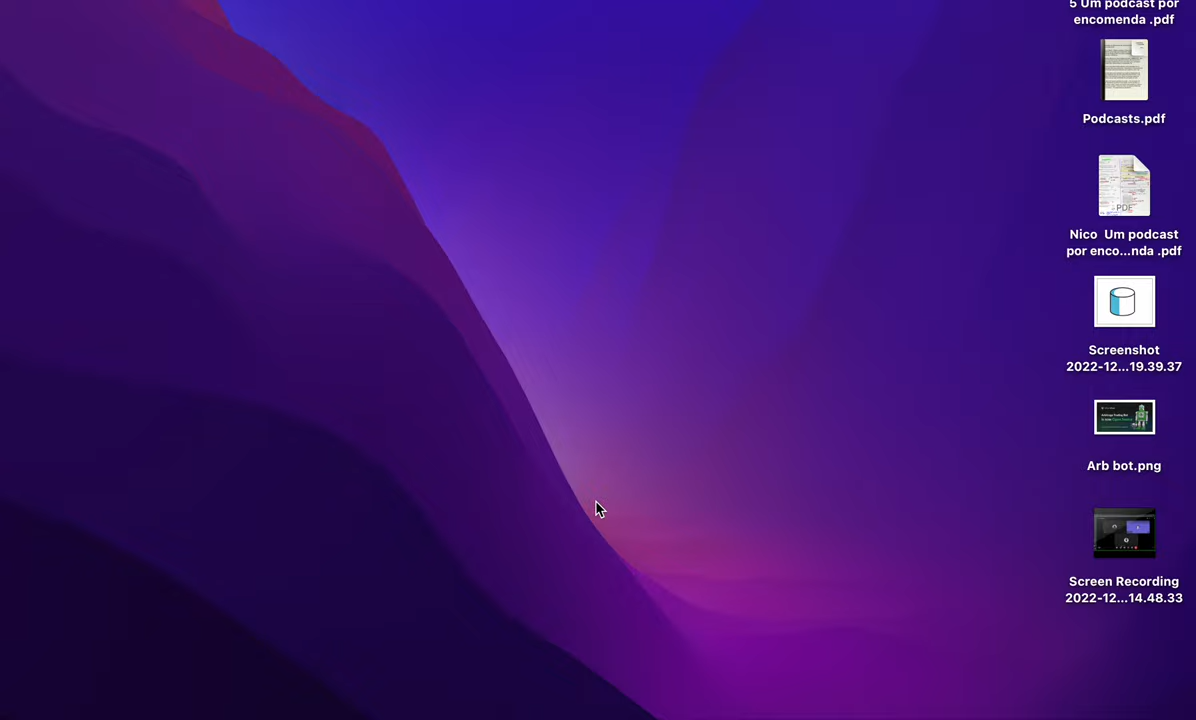 5 Um podcast por
encomenda .pdf
Podcasts.pdf
PDF
Nico  Um podcast
por enco...nda .pdf
Screenshot
2022-12...19.39.37
Arb bot.png
Screen Recording
2022-12...14.48.33